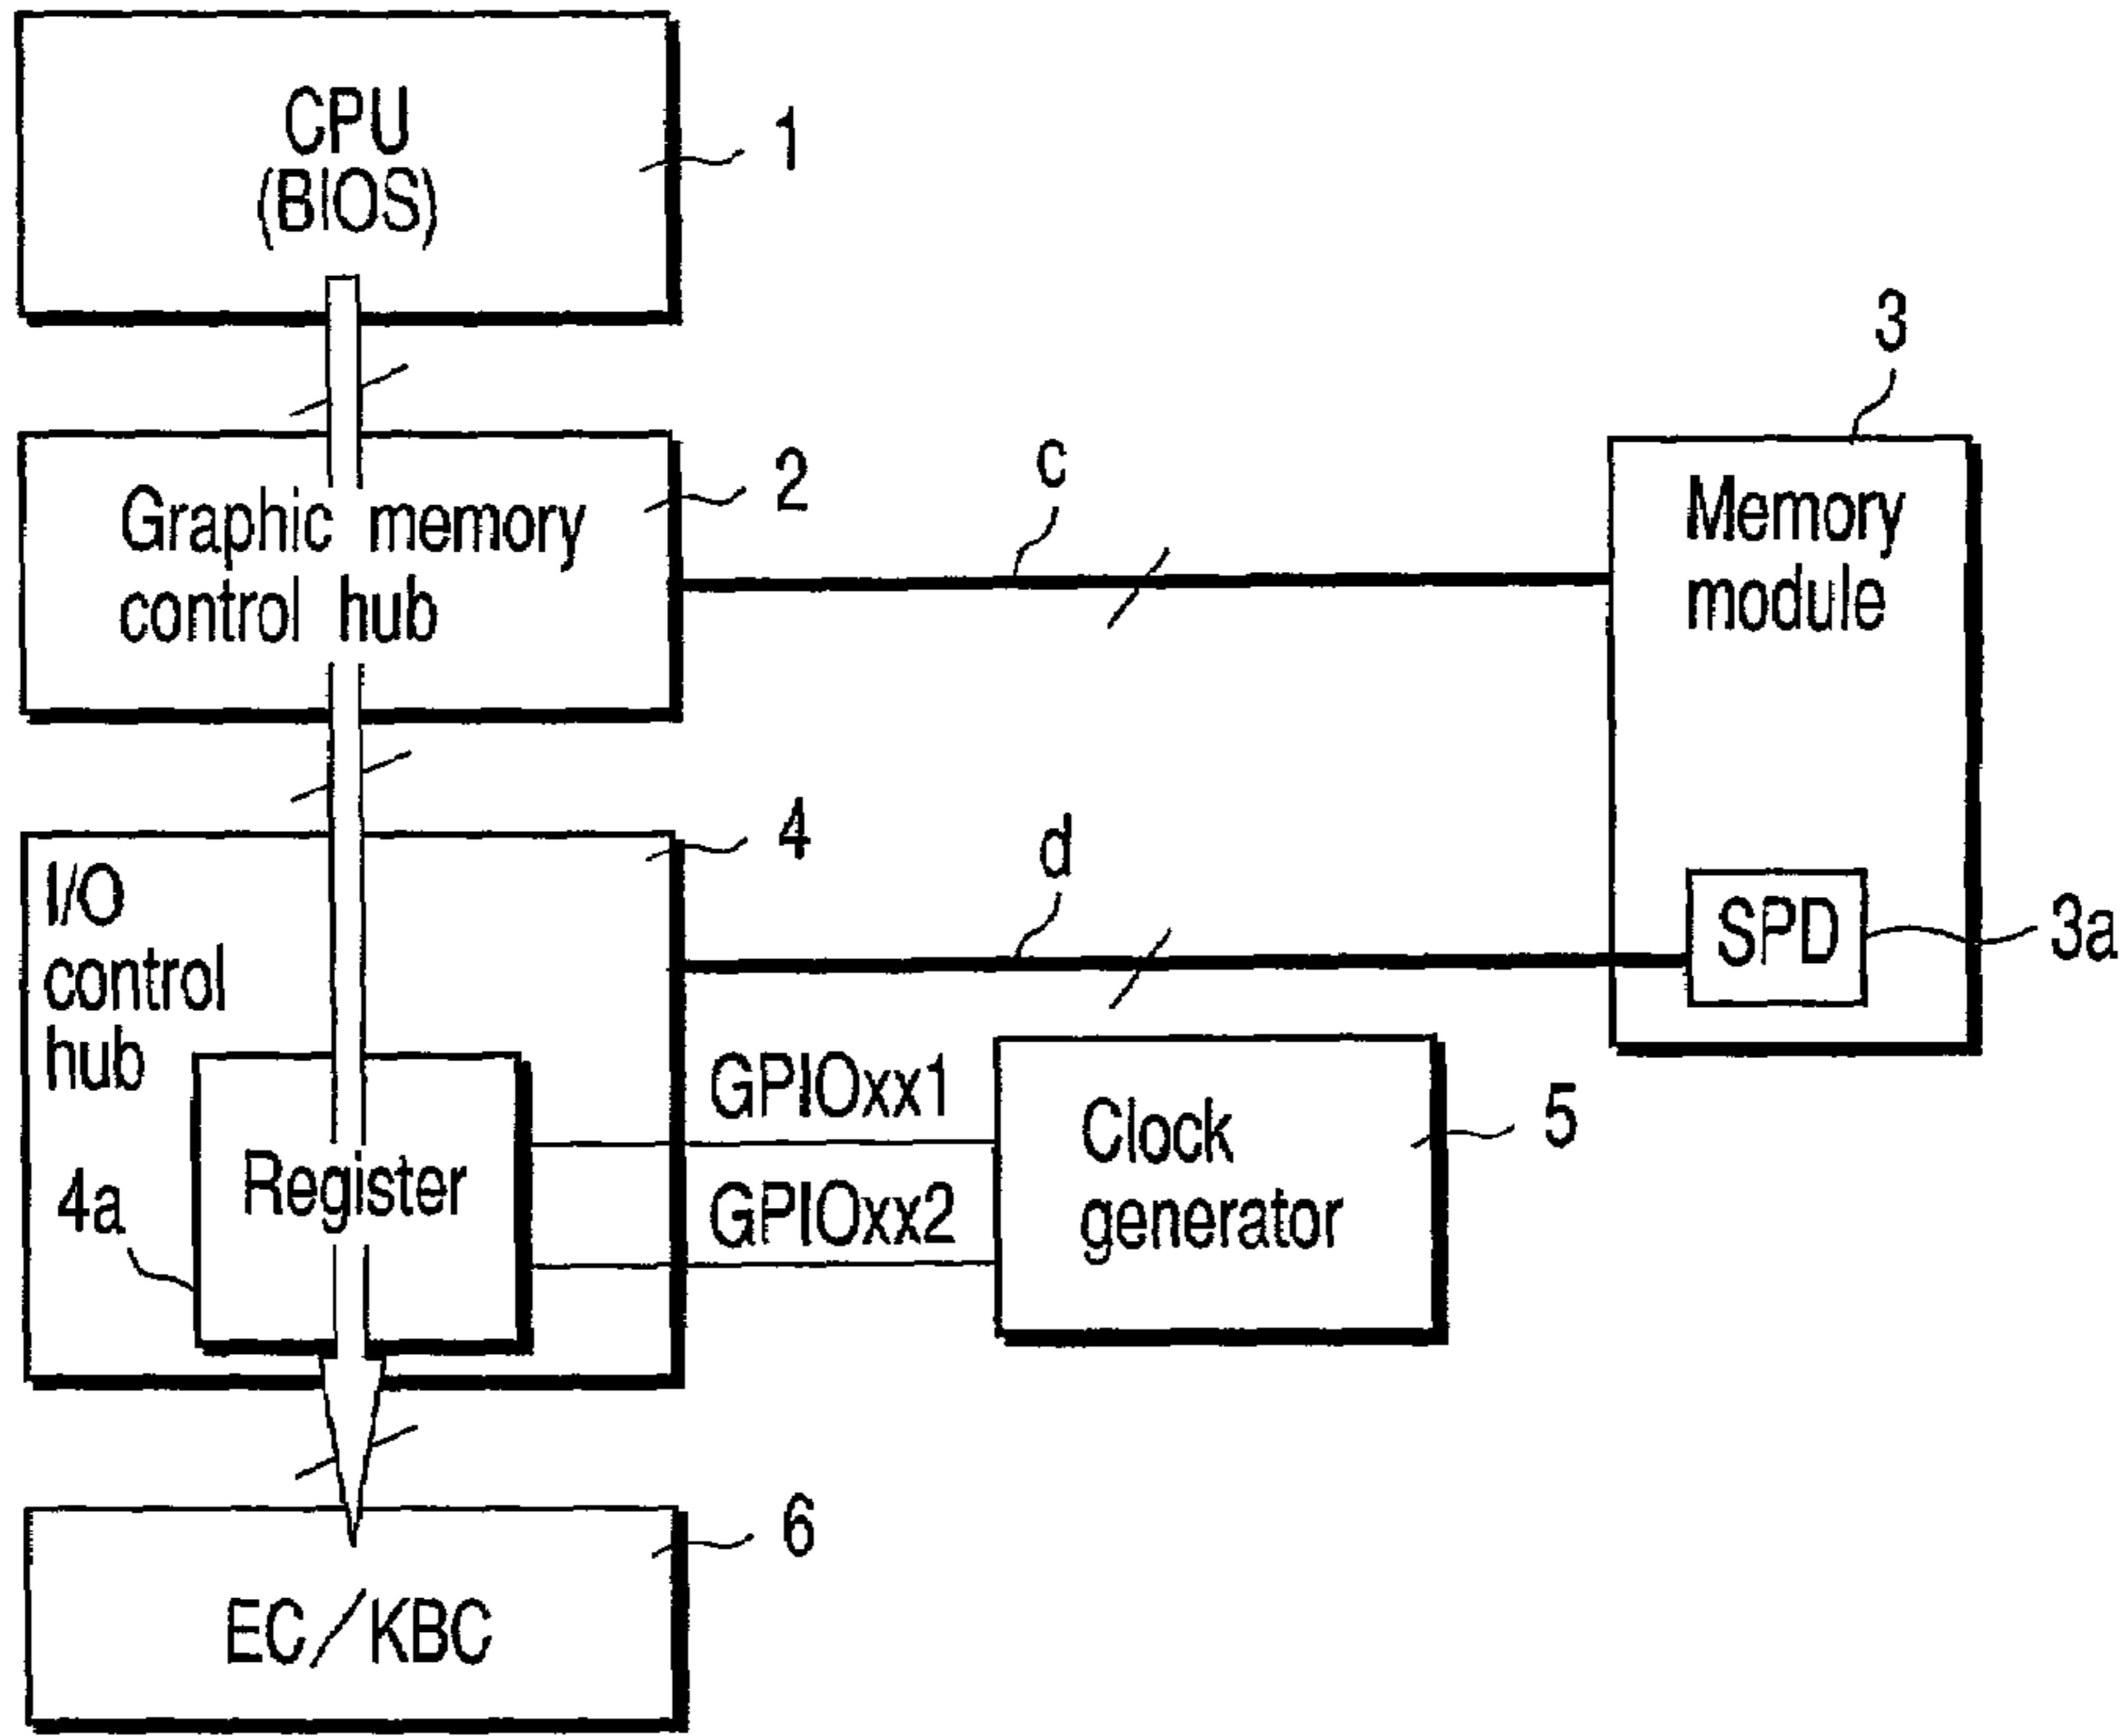 CPU
(BIOS)
1
3
Graphic memory
control hub
2
c
Memory
module
I/O
control
hub
4
d
SPD
3a
Register
4a
GPIOxx1
GPIOxx2
Clock
generator
5
EC/KBC
6